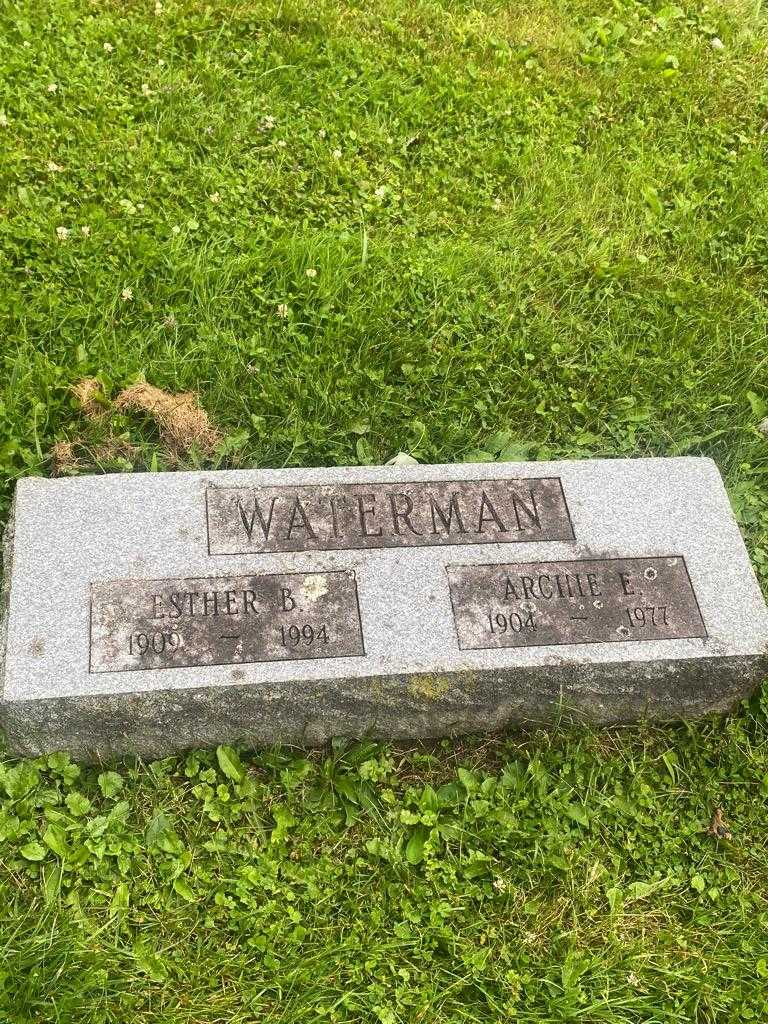 WATERMAN
ESTHER B.
1909 – 1994
ARCHIE E.
1904 – 1977